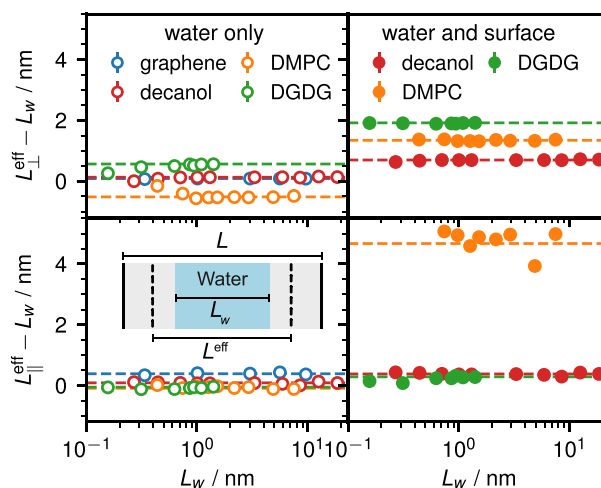 water only
water and surface
graphene
DMPC
decanol
DGDG
decanol
DGDG
DMPC
4
2
0
L⊥^eff − L_w / nm
L
Water
L_w
L^eff
4
2
0
L∥^eff − L_w / nm
10^−1
10^0
10^1
10^−1
10^0
10^1
L_w / nm
L_w / nm